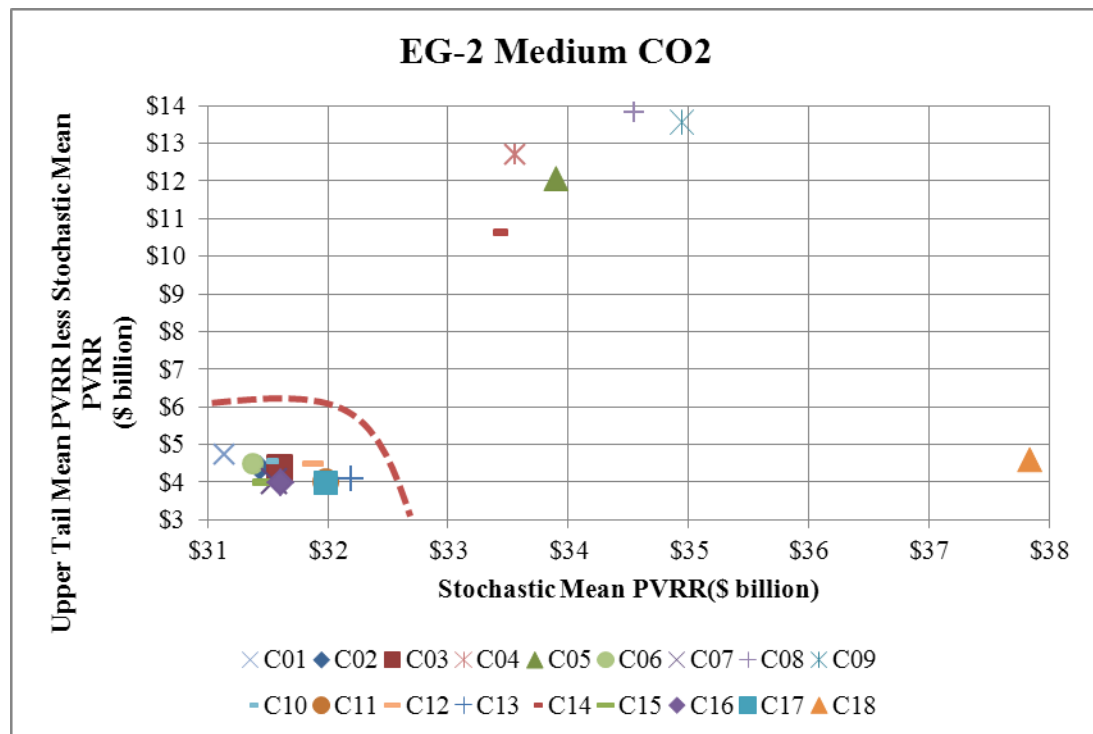 EG-2 Medium CO2
Upper Tail Mean PVRR less Stochastic Mean
PVRR
($ billion)
$14
$13
$12
$11
$10
$9
$8
$7
$6
$5
$4
$3
$31 $32 $33 $34 $35 $36 $37 $38
Stochastic Mean PVRR($ billion)
C01 C02 C03 C04 C05 C06 C07 C08 C09
C10 C11 C12 C13 C14 C15 C16 C17 C18